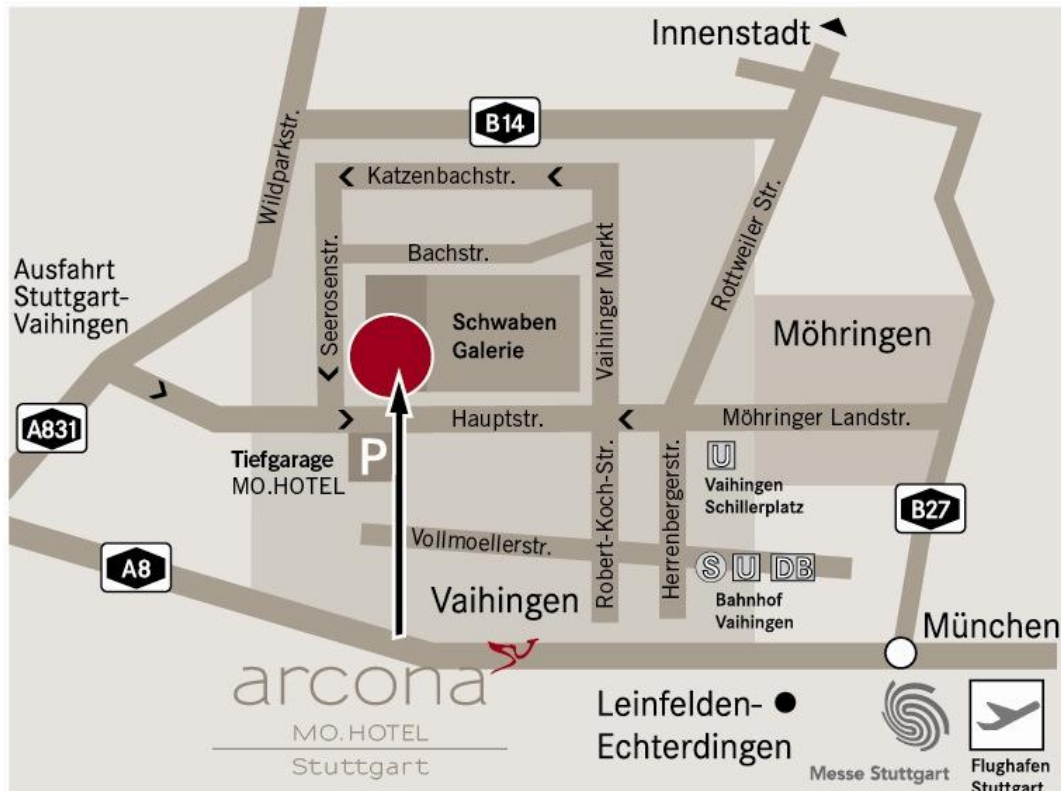 Innenstadt
B14
Wildparkstr.
Katzenbachstr.
Rottweiler Str.
Bachstr.
Ausfahrt
Stuttgart-
Vaihingen
Seerosenstr.
Vaihinger Markt
Schwaben
Galerie
Möhringen
A831
Hauptstr.
Möhringer Landstr.
Tiefgarage
MO.HOTEL
P
U
Vaihingen
Schillerplatz
Robert-Koch-Str.
Herrenbergerstr.
B27
Vollmoellerstr.
A8
S U DB
Bahnhof
Vaihingen
Vaihingen
München
arcona
MO.HOTEL
Stuttgart
Leinfelden-
Echterdingen
Messe Stuttgart
Flughafen
Stuttgart